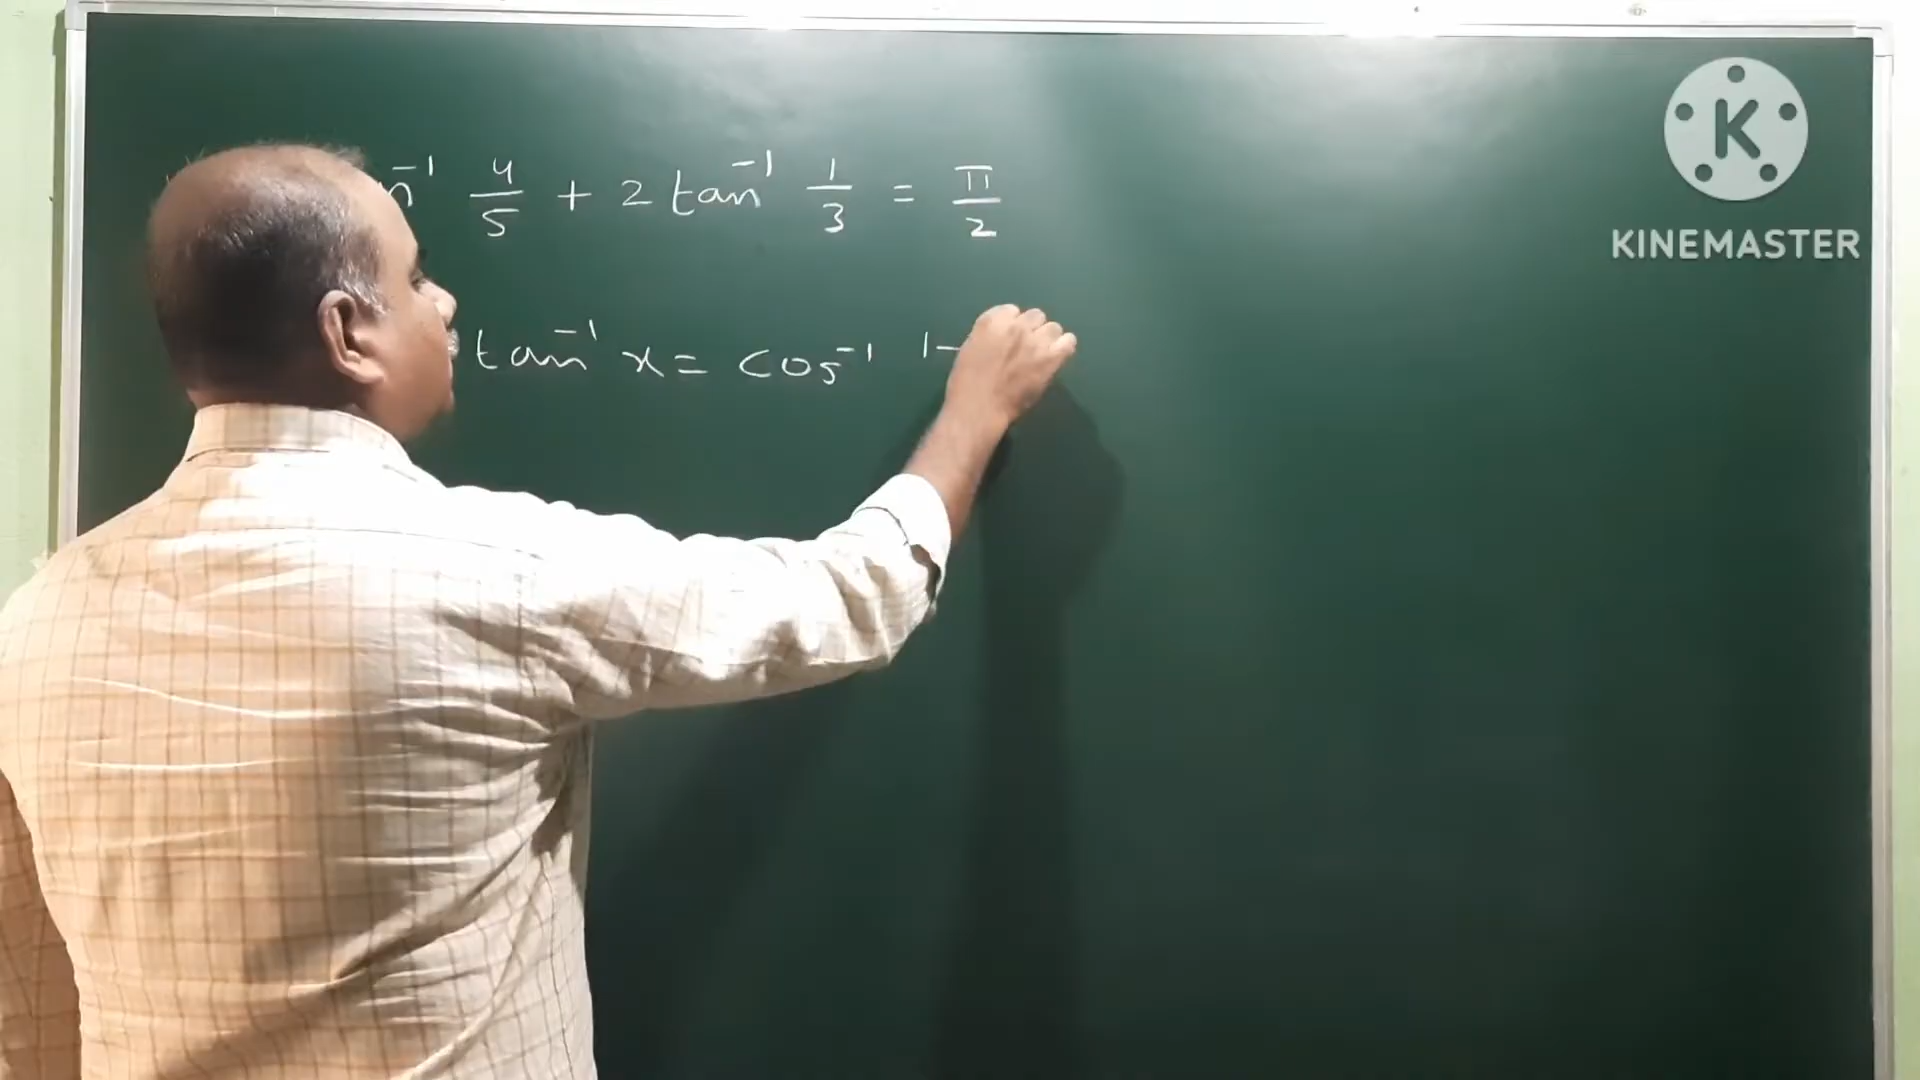 n⁻¹ 4/5 + 2 tan⁻¹ 1/3 = π/2
tan⁻¹ x = cos⁻¹ 1-
K
KINEMASTER